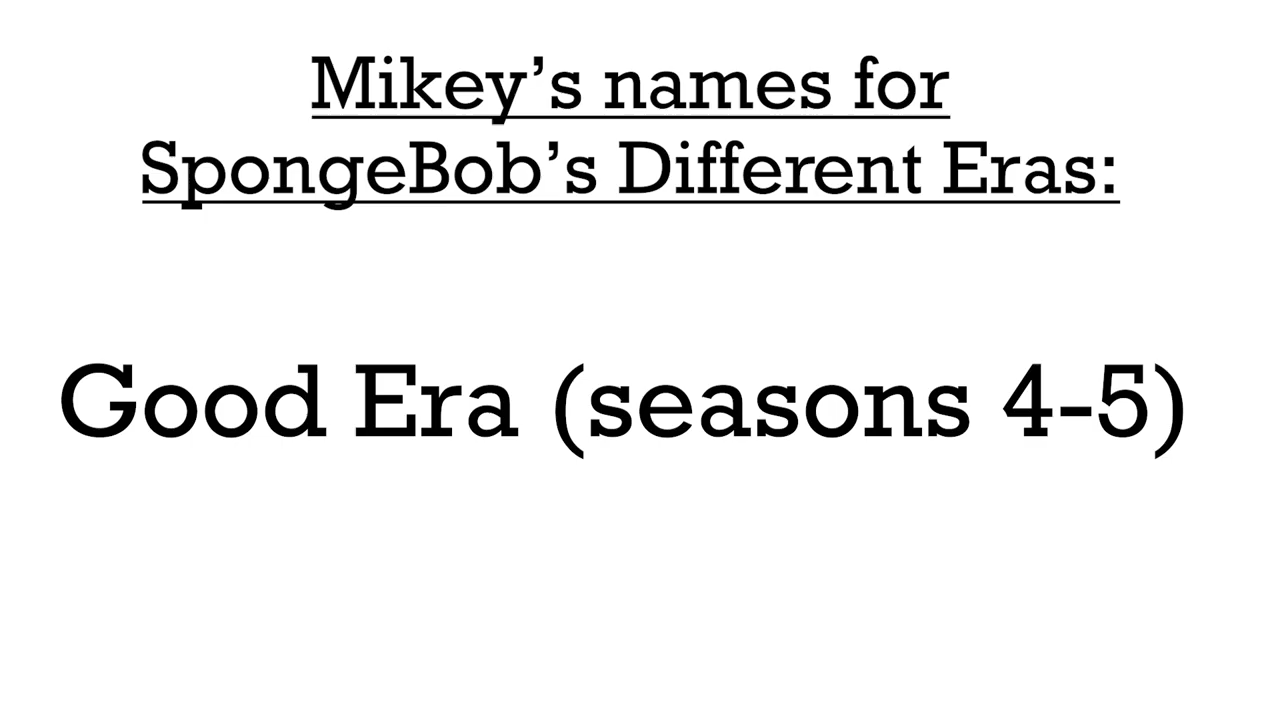 Mikey’s names for
SpongeBob’s Different Eras:
Good Era (seasons 4-5)